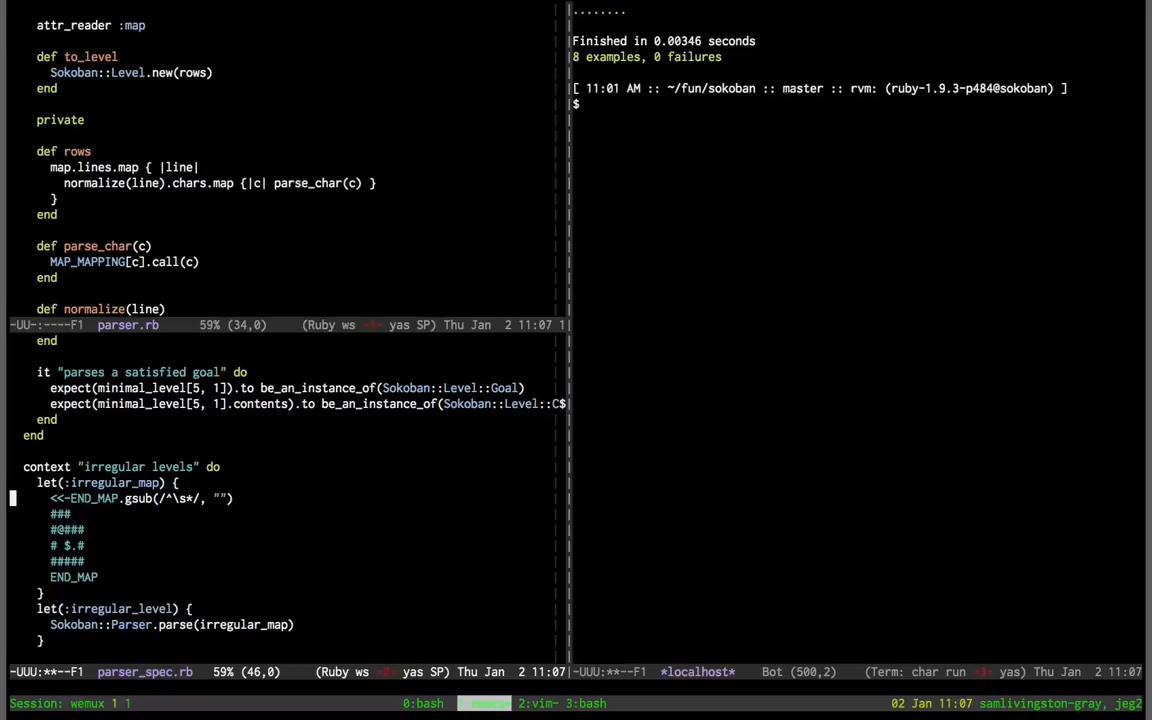 attr_reader :map
def to_level
Sokoban::Level.new(rows)
end
private
def rows
map.lines.map { |line|
normalize(line).chars.map {|c| parse_char(c) }
}
end
def parse_char(c)
MAP_MAPPING[c].call(c)
end
def normalize(line)
-UU-:----F1 parser.rb 59% (34,0) (Ruby ws -1- yas SP) Thu Jan 2 11:07 1
end
it "parses a satisfied goal" do
expect(minimal_level[5, 1]).to be_an_instance_of(Sokoban::Level::Goal)
expect(minimal_level[5, 1].contents).to be_an_instance_of(Sokoban::Level::C$
end
end
context "irregular levels" do
let(:irregular_map) {
<<-END_MAP.gsub(/^\s*/, "")
###
#@###
# $.#
#####
END_MAP
}
let(:irregular_level) {
Sokoban::Parser.parse(irregular_map)
}
-UUU:**--F1 parser_spec.rb 59% (46,0) (Ruby ws -2- yas SP) Thu Jan 2 11:07
........
Finished in 0.00346 seconds
8 examples, 0 failures
[ 11:01 AM :: ~/fun/sokoban :: master :: rvm: (ruby-1.9.3-p484@sokoban) ]
$
-UUU:**--F1 *localhost* Bot (500,2) (Term: char run -3- yas) Thu Jan 2 11:07
Session: wemux 1 1 0:bash 2:vim- 3:bash 02 Jan 11:07 samlivingston-gray, jeg2